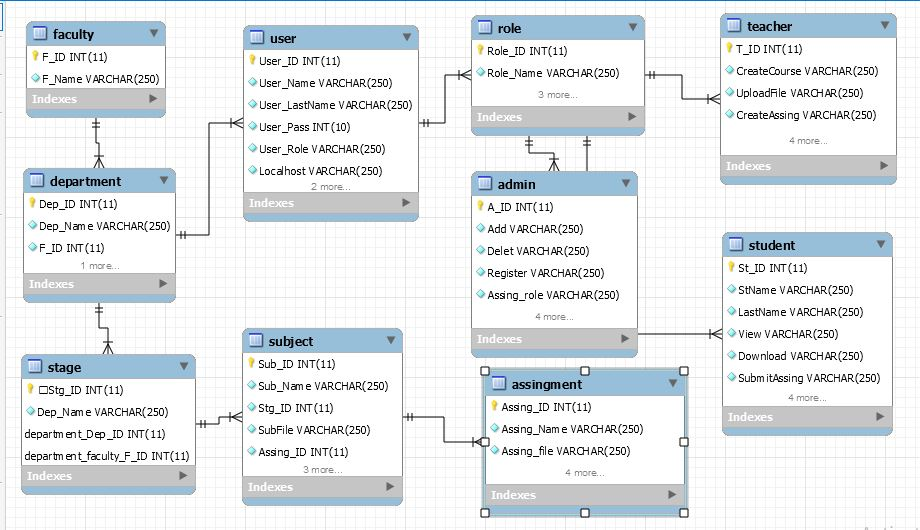 faculty
F_ID INT(11)
F_Name VARCHAR(250)
Indexes
user
User_ID INT(11)
User_Name VARCHAR(250)
User_LastName VARCHAR(250)
User_Pass INT(10)
User_Role VARCHAR(250)
Localhost VARCHAR(250)
2 more...
Indexes
role
Role_ID INT(11)
Role_Name VARCHAR(250)
3 more...
Indexes
teacher
T_ID INT(11)
CreateCourse VARCHAR(250)
UploadFile VARCHAR(250)
CreateAssing VARCHAR(250)
4 more...
Indexes
department
Dep_ID INT(11)
Dep_Name VARCHAR(250)
F_ID INT(11)
1 more...
Indexes
admin
A_ID INT(11)
Add VARCHAR(250)
Delet VARCHAR(250)
Register VARCHAR(250)
Assing_role VARCHAR(250)
4 more...
Indexes
student
St_ID INT(11)
StName VARCHAR(250)
LastName VARCHAR(250)
View VARCHAR(250)
Download VARCHAR(250)
SubmitAssing VARCHAR(250)
4 more...
Indexes
stage
□Stg_ID INT(11)
Dep_Name VARCHAR(250)
department_Dep_ID INT(11)
department_faculty_F_ID INT(11)
Indexes
subject
Sub_ID INT(11)
Sub_Name VARCHAR(250)
Stg_ID INT(11)
SubFile VARCHAR(250)
Assing_ID INT(11)
3 more...
Indexes
assingment
Assing_ID INT(11)
Assing_Name VARCHAR(250)
Assing_file VARCHAR(250)
4 more...
Indexes